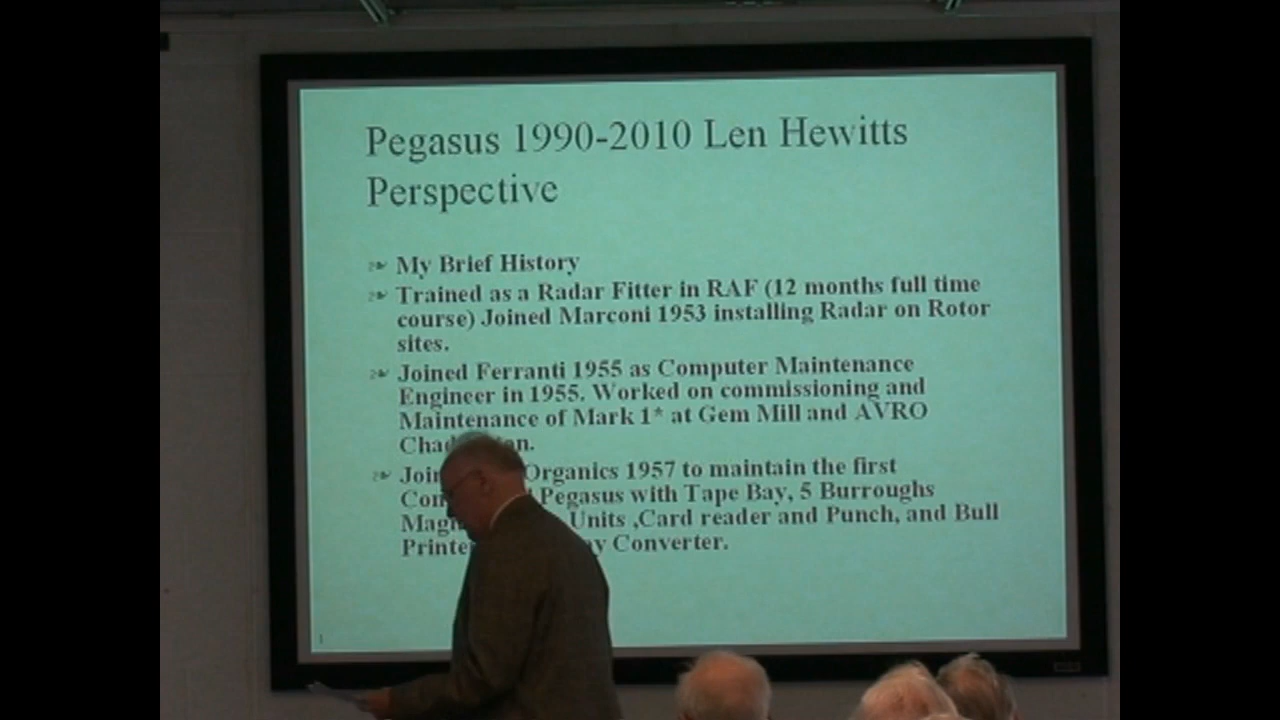 Pegasus 1990-2010 Len Hewitts
Perspective
My Brief History
Trained as a Radar Fitter in RAF (12 months full time
course) Joined Marconi 1953 installing Radar on Rotor
sites.
Joined Ferranti 1955 as Computer Maintenance
Engineer in 1955. Worked on commissioning and
Maintenance of Mark 1* at Gem Mill and AVRO
Organics 1957 to maintain the first
Pegasus with Tape Bay, 5 Burroughs
Units ,Card reader and Punch, and Bull
Converter.
1